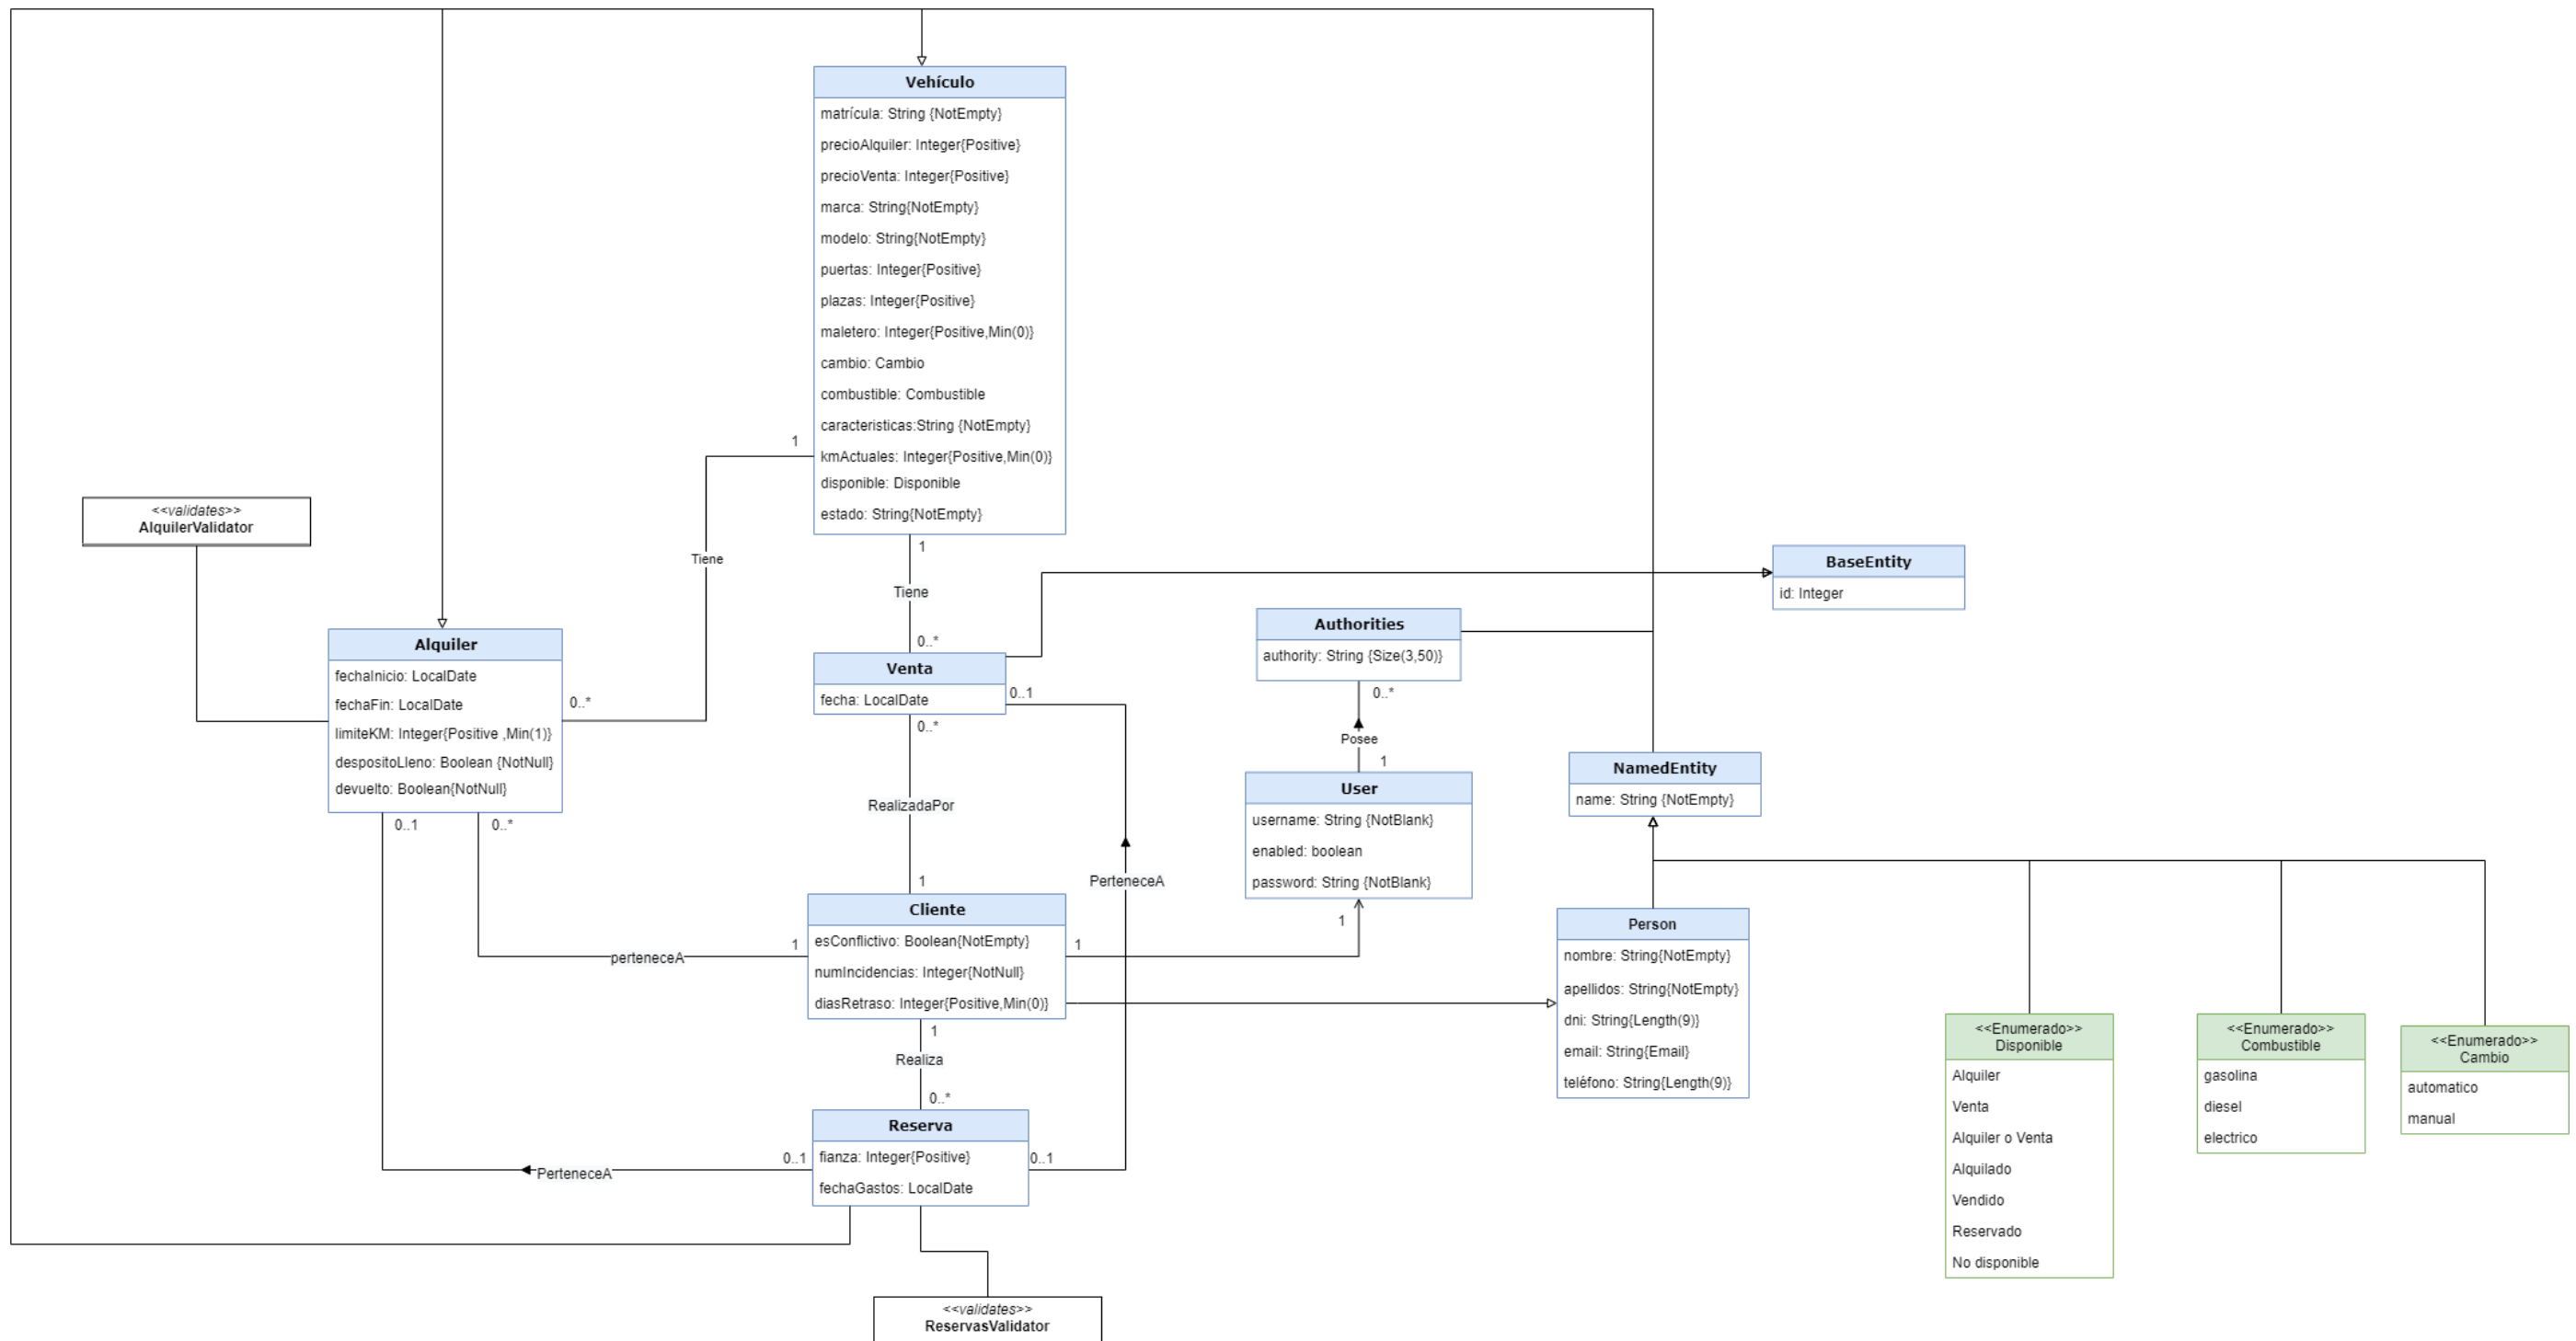 Vehículo
matrícula: String {NotEmpty}
precioAlquiler: Integer{Positive}
precioVenta: Integer{Positive}
marca: String{NotEmpty}
modelo: String{NotEmpty}
puertas: Integer{Positive}
plazas: Integer{Positive}
maletero: Integer{Positive,Min(0)}
cambio: Cambio
combustible: Combustible
caracteristicas:String {NotEmpty}
kmActuales: Integer{Positive,Min(0)}
disponible: Disponible
estado: String{NotEmpty}
1
1
Tiene
Tiene
0..*
0..*
<<validates>>
AlquilerValidator
Alquiler
fechaInicio: LocalDate
fechaFin: LocalDate
limiteKM: Integer{Positive ,Min(1)}
despositoLleno: Boolean {NotNull}
devuelto: Boolean{NotNull}
0..1
0..*
Venta
fecha: LocalDate
0..1
0..*
RealizadaPor
1
PerteneceA
BaseEntity
id: Integer
Authorities
authority: String {Size(3,50)}
0..*
Posee
1
User
username: String {NotBlank}
enabled: boolean
password: String {NotBlank}
1
NamedEntity
name: String {NotEmpty}
perteneceA
1
Cliente
esConflictivo: Boolean{NotEmpty}
numIncidencias: Integer{NotNull}
diasRetraso: Integer{Positive,Min(0)}
1
1
Realiza
0..*
Person
nombre: String{NotEmpty}
apellidos: String{NotEmpty}
dni: String{Length(9)}
email: String{Email}
teléfono: String{Length(9)}
<<Enumerado>>
Disponible
Alquiler
Venta
Alquiler o Venta
Alquilado
Vendido
Reservado
No disponible
<<Enumerado>>
Combustible
gasolina
diesel
electrico
<<Enumerado>>
Cambio
automatico
manual
Reserva
fianza: Integer{Positive}
fechaGastos: LocalDate
0..1
0..1
PerteneceA
<<validates>>
ReservasValidator